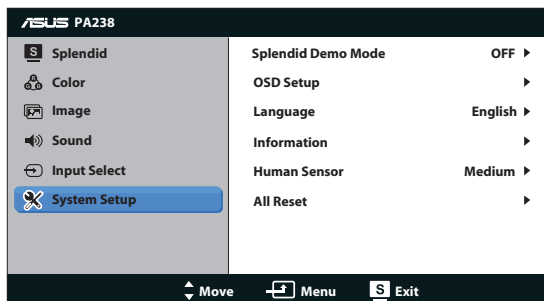 ASUS PA238
S Splendid
Color
Image
Sound
Input Select
System Setup
Splendid Demo Mode OFF
OSD Setup
Language English
Information
Human Sensor Medium
All Reset
Move Menu S Exit